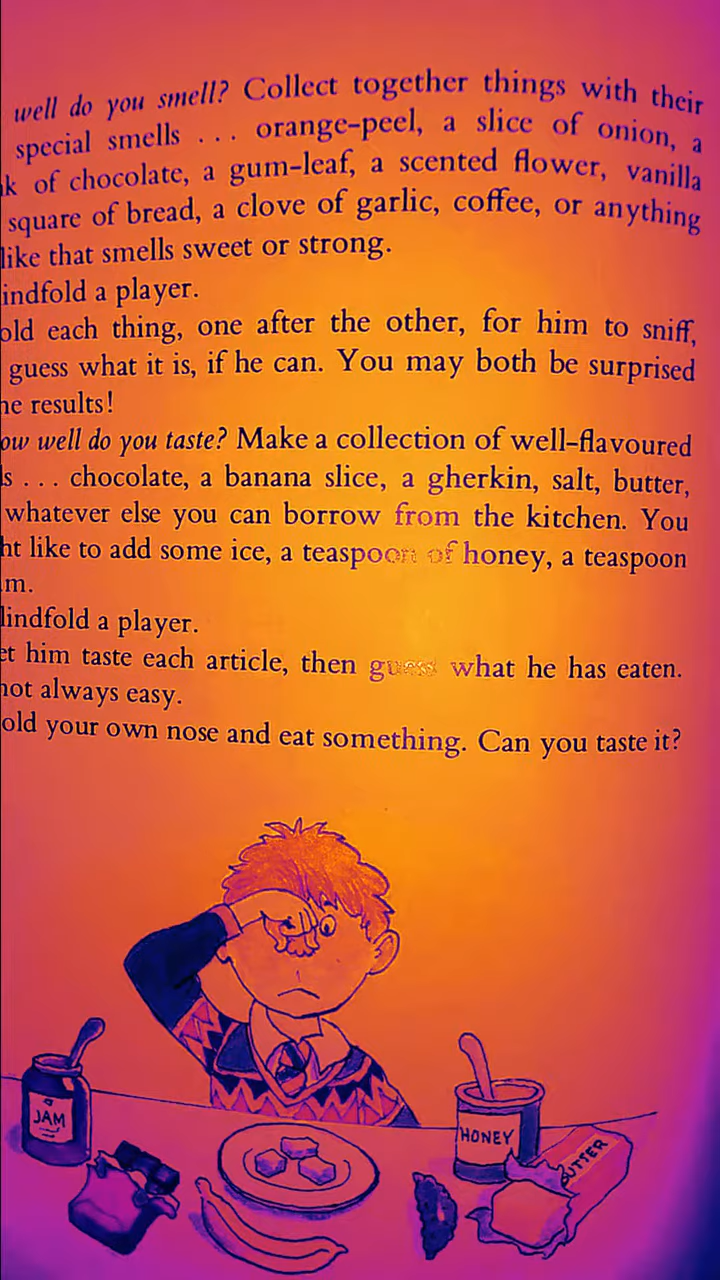 well do you smell? Collect together things with their
special smells . . . orange-peel, a slice of onion, a
of chocolate, a gum-leaf, a scented flower, vanilla
square of bread, a clove of garlic, coffee, or anything
like that smells sweet or strong.
indfold a player.
old each thing, one after the other, for him to sniff,
guess what it is, if he can. You may both be surprised
he results!
ow well do you taste? Make a collection of well-flavoured
ls . . . chocolate, a banana slice, a gherkin, salt, butter,
whatever else you can borrow from the kitchen. You
ht like to add some ice, a teaspoon of honey, a teaspoon
m.
lindfold a player.
et him taste each article, then guess what he has eaten.
not always easy.
old your own nose and eat something. Can you taste it?
JAM
HONEY
BUTTER